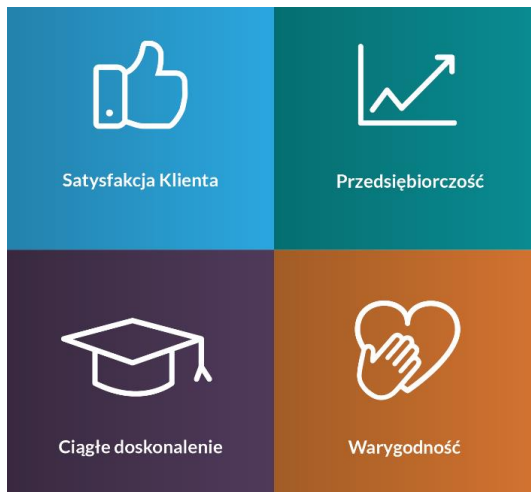 Satysfakcja Klienta
Przedsiębiorczość
Ciągłe doskonalenie
Warygodność